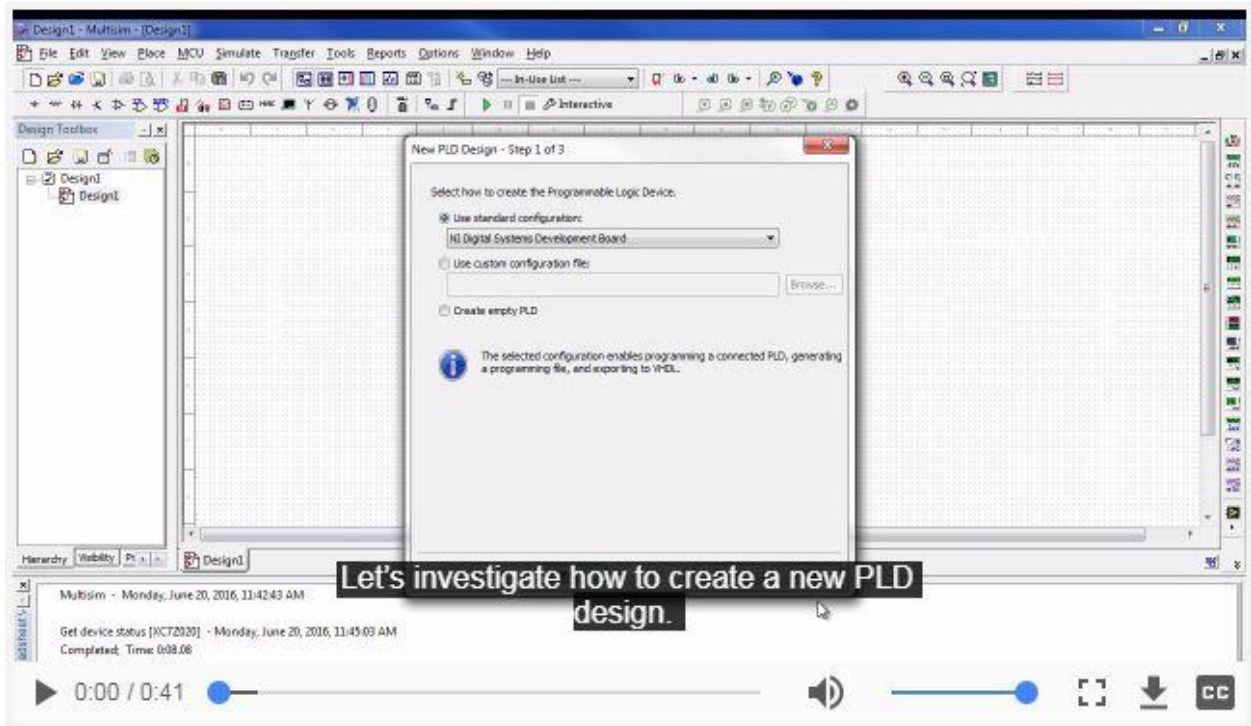 Design1 - Multisim - [Design1]
File Edit View Place MCU Simulate Transfer Tools Reports Options Window Help
--- In-Use List ---
Interactive
Design Toolbox
Design1
Design1
New PLD Design - Step 1 of 3
Select how to create the Programmable Logic Device.
Use standard configuration:
NI Digital Systems Development Board
Use custom configuration file:
Browse...
Create empty PLD
The selected configuration enables programming a connected PLD, generating
a programming file, and exporting to VHDL.
Hierarchy Visibility
Design1
Let's investigate how to create a new PLD
design.
Multisim - Monday, June 20, 2016, 11:42:43 AM
Get device status [XC7Z020] - Monday, June 20, 2016, 11:45:03 AM
Completed; Time: 0:08.08
0:00 / 0:41
CC